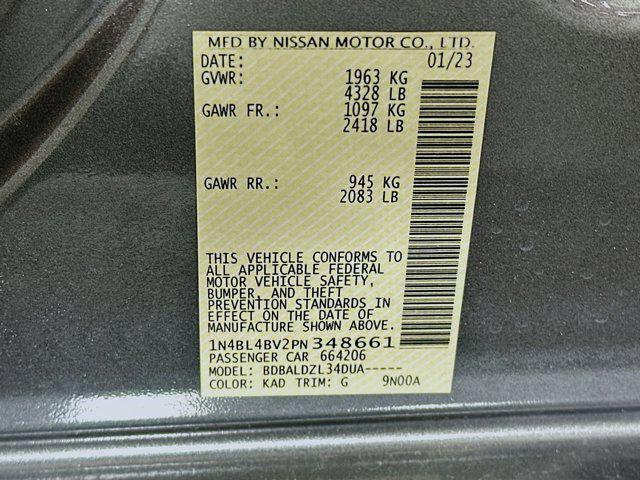 MFD BY NISSAN MOTOR CO., LTD.
DATE: 01/23
GVWR: 1963 KG
4328 LB
GAWR FR.: 1097 KG
2418 LB
GAWR RR.: 945 KG
2083 LB
THIS VEHICLE CONFORMS TO
ALL APPLICABLE FEDERAL
MOTOR VEHICLE SAFETY,
BUMPER, AND THEFT
PREVENTION STANDARDS IN
EFFECT ON THE DATE OF
MANUFACTURE SHOWN ABOVE.
1N4BL4BV2PN348661
PASSENGER CAR 664206
MODEL: BDBALDZL34DUA-----
COLOR: KAD TRIM: G 9N00A